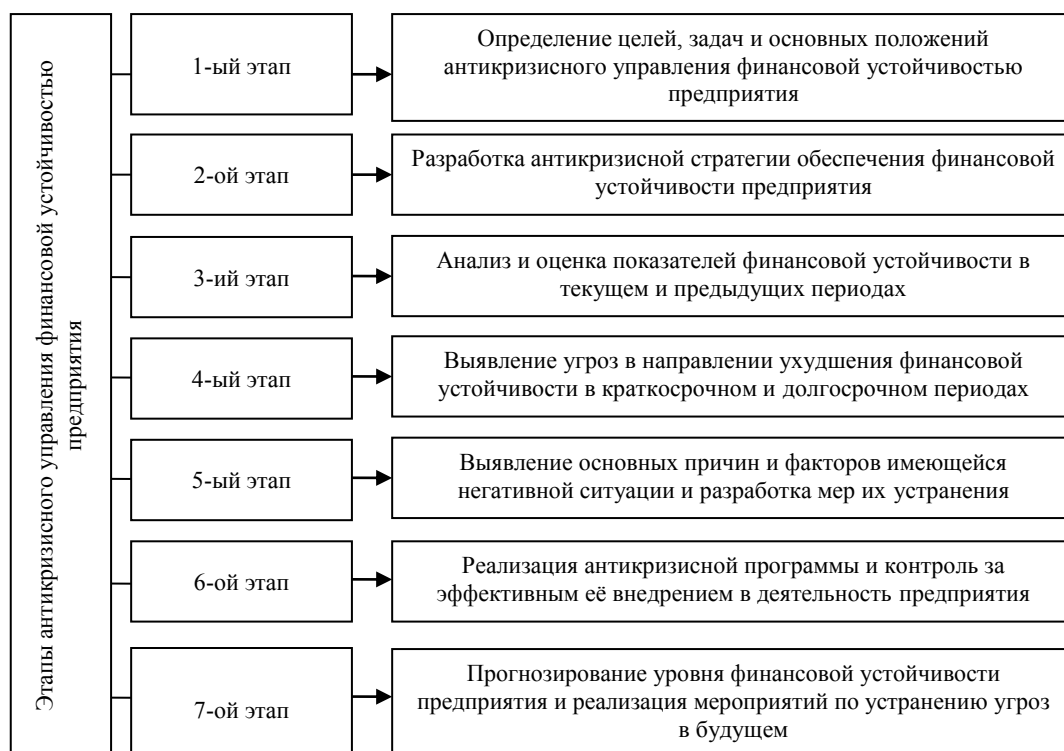 Этапы антикризисного управления финансовой устойчивостью
предприятия
1-ый этап
Определение целей, задач и основных положений
антикризисного управления финансовой устойчивостью
предприятия
2-ой этап
Разработка антикризисной стратегии обеспечения финансовой
устойчивости предприятия
3-ий этап
Анализ и оценка показателей финансовой устойчивости в
текущем и предыдущих периодах
4-ый этап
Выявление угроз в направлении ухудшения финансовой
устойчивости в краткосрочном и долгосрочном периодах
5-ый этап
Выявление основных причин и факторов имеющейся
негативной ситуации и разработка мер их устранения
6-ой этап
Реализация антикризисной программы и контроль за
эффективным её внедрением в деятельность предприятия
7-ой этап
Прогнозирование уровня финансовой устойчивости
предприятия и реализация мероприятий по устранению угроз
в будущем